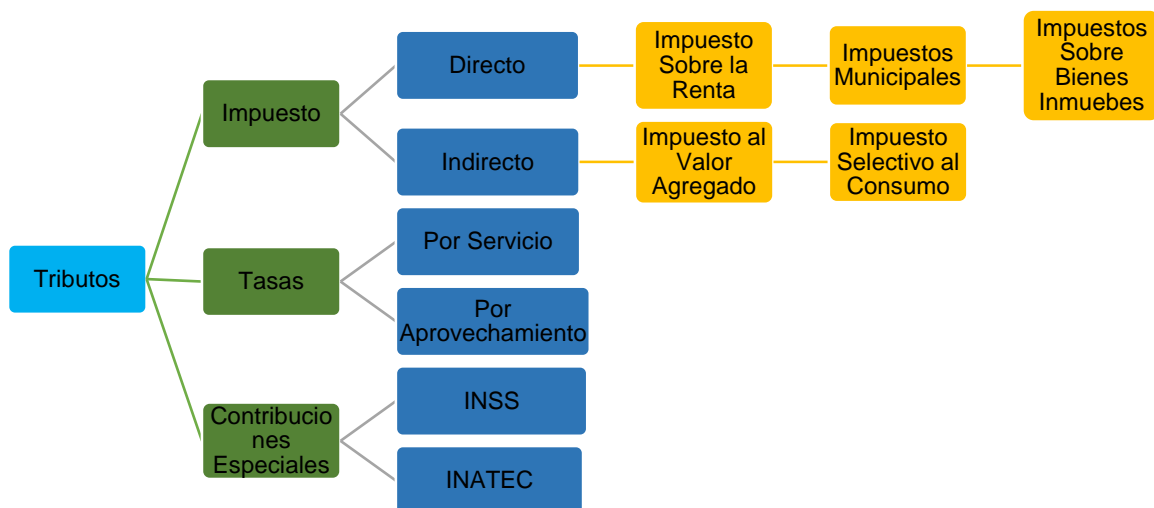 Tributos
Impuesto
Directo
Impuesto
Sobre la
Renta
Impuestos
Municipales
Impuestos
Sobre
Bienes
Inmuebes
Indirecto
Impuesto al
Valor
Agregado
Impuesto
Selectivo al
Consumo
Tasas
Por Servicio
Por
Aprovechamiento
Contribucio
nes
Especiales
INSS
INATEC